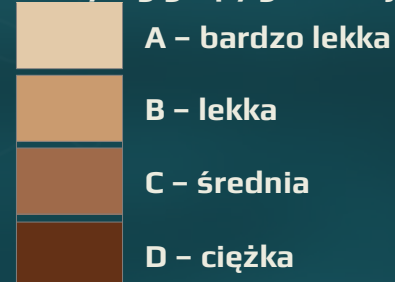 A – bardzo lekka
B – lekka
C – średnia
D – ciężka